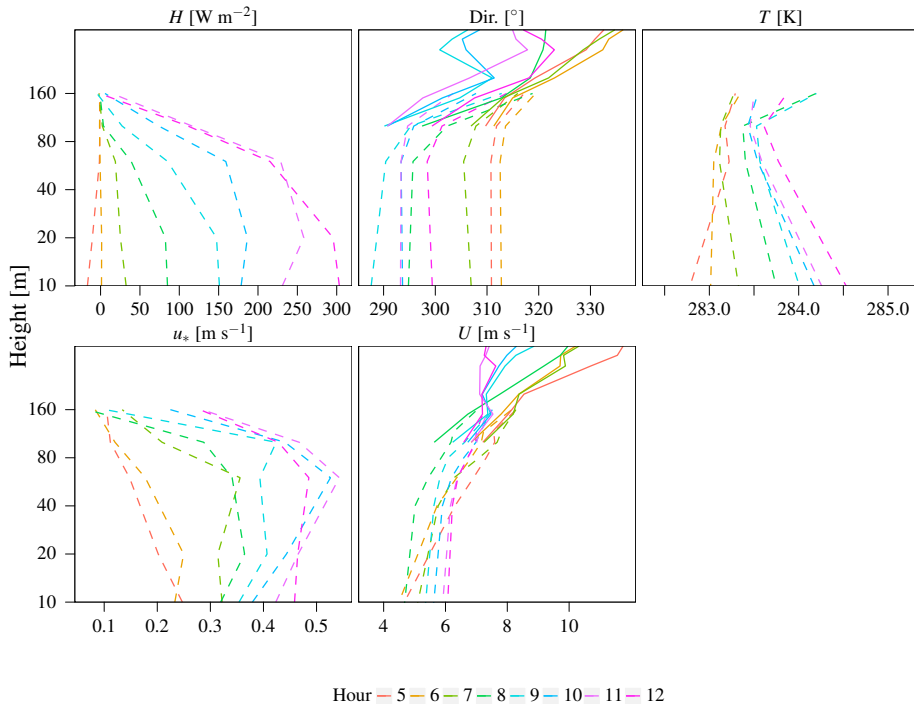 H [W m−2]
Dir. [°]
T [K]
160
80
40
20
10
0 50 100 150 200 250 300
290 300 310 320 330
283.0 284.0 285.0
Height [m]
u* [m s−1]
U [m s−1]
160
80
40
20
10
0.1 0.2 0.3 0.4 0.5
4 6 8 10
Hour 5 6 7 8 9 10 11 12